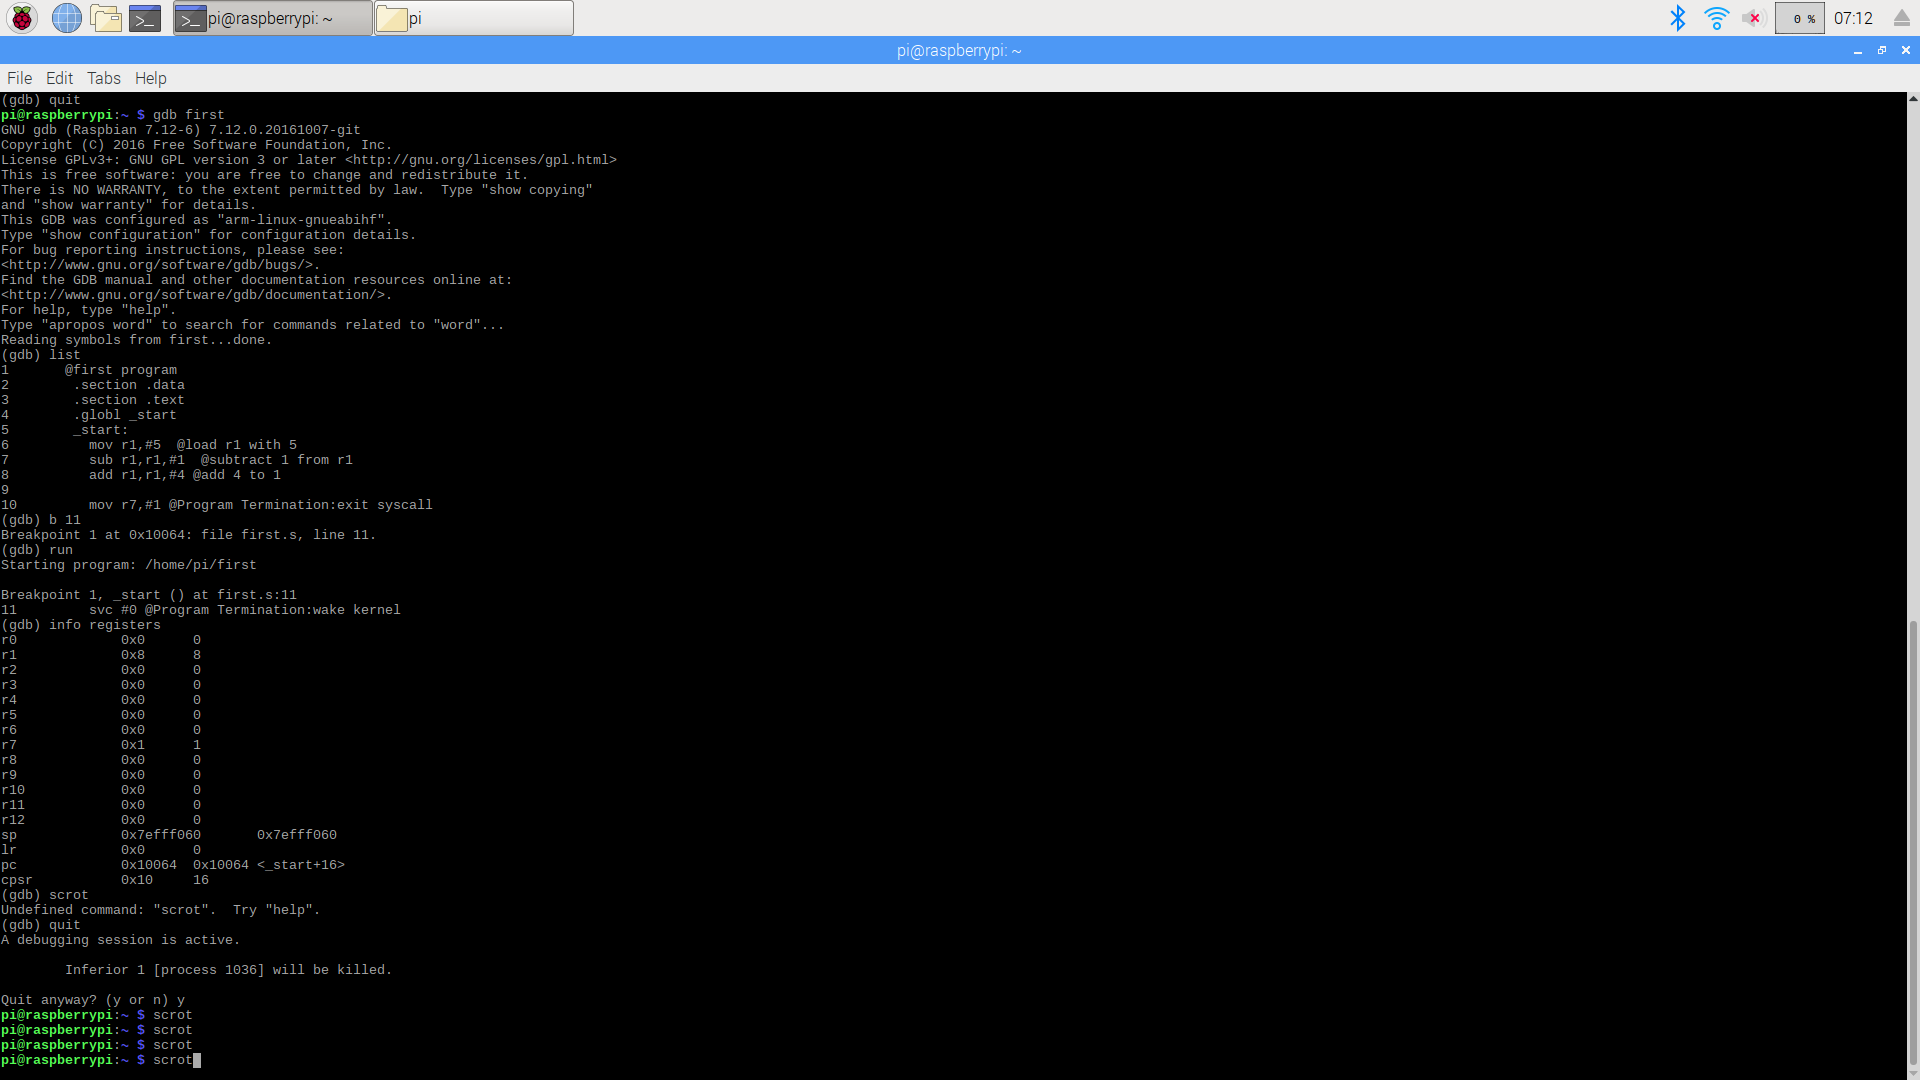 pi@raspberrypi: ~
pi
0 %
07:12
pi@raspberrypi: ~
File Edit Tabs Help
(gdb) quit
pi@raspberrypi:~ $ gdb first
GNU gdb (Raspbian 7.12-6) 7.12.0.20161007-git
Copyright (C) 2016 Free Software Foundation, Inc.
License GPLv3+: GNU GPL version 3 or later <http://gnu.org/licenses/gpl.html>
This is free software: you are free to change and redistribute it.
There is NO WARRANTY, to the extent permitted by law.  Type "show copying"
and "show warranty" for details.
This GDB was configured as "arm-linux-gnueabihf".
Type "show configuration" for configuration details.
For bug reporting instructions, please see:
<http://www.gnu.org/software/gdb/bugs/>.
Find the GDB manual and other documentation resources online at:
<http://www.gnu.org/software/gdb/documentation/>.
For help, type "help".
Type "apropos word" to search for commands related to "word"...
Reading symbols from first...done.
(gdb) list
1       @first program
2        .section .data
3        .section .text
4        .globl _start
5        _start:
6          mov r1,#5  @load r1 with 5
7          sub r1,r1,#1  @subtract 1 from r1
8          add r1,r1,#4 @add 4 to 1
9
10         mov r7,#1 @Program Termination:exit syscall
(gdb) b 11
Breakpoint 1 at 0x10064: file first.s, line 11.
(gdb) run
Starting program: /home/pi/first

Breakpoint 1, _start () at first.s:11
11         svc #0 @Program Termination:wake kernel
(gdb) info registers
r0             0x0      0
r1             0x8      8
r2             0x0      0
r3             0x0      0
r4             0x0      0
r5             0x0      0
r6             0x0      0
r7             0x1      1
r8             0x0      0
r9             0x0      0
r10            0x0      0
r11            0x0      0
r12            0x0      0
sp             0x7efff060       0x7efff060
lr             0x0      0
pc             0x10064  0x10064 <_start+16>
cpsr           0x10     16
(gdb) scrot
Undefined command: "scrot".  Try "help".
(gdb) quit
A debugging session is active.

        Inferior 1 [process 1036] will be killed.

Quit anyway? (y or n) y
pi@raspberrypi:~ $ scrot
pi@raspberrypi:~ $ scrot
pi@raspberrypi:~ $ scrot
pi@raspberrypi:~ $ scrot